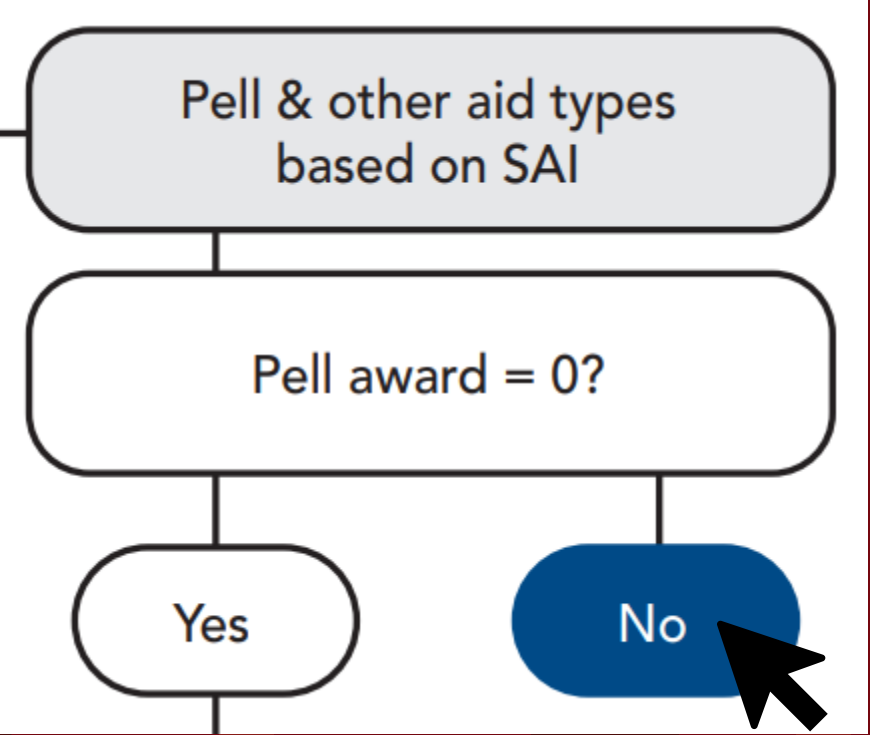 Pell & other aid types
based on SAI
Pell award = 0?
Yes
No